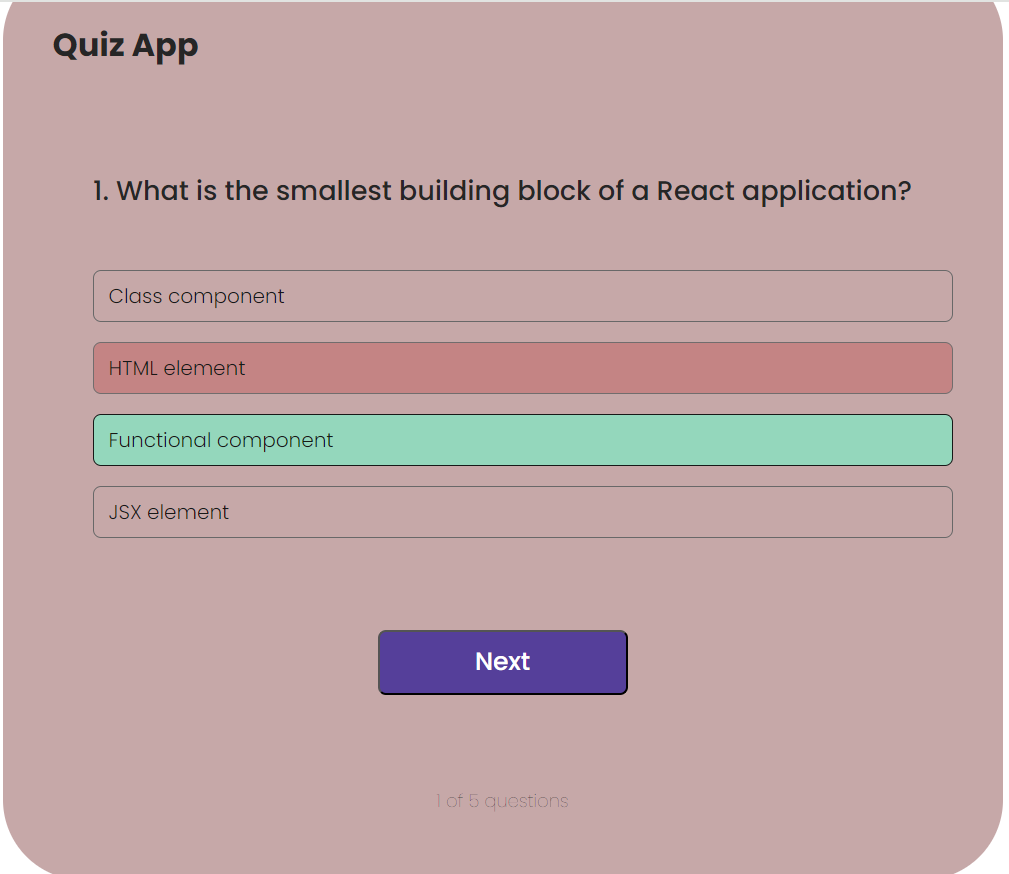 Quiz App
1. What is the smallest building block of a React application?
Class component
HTML element
Functional component
JSX element
Next
1 of 5 questions